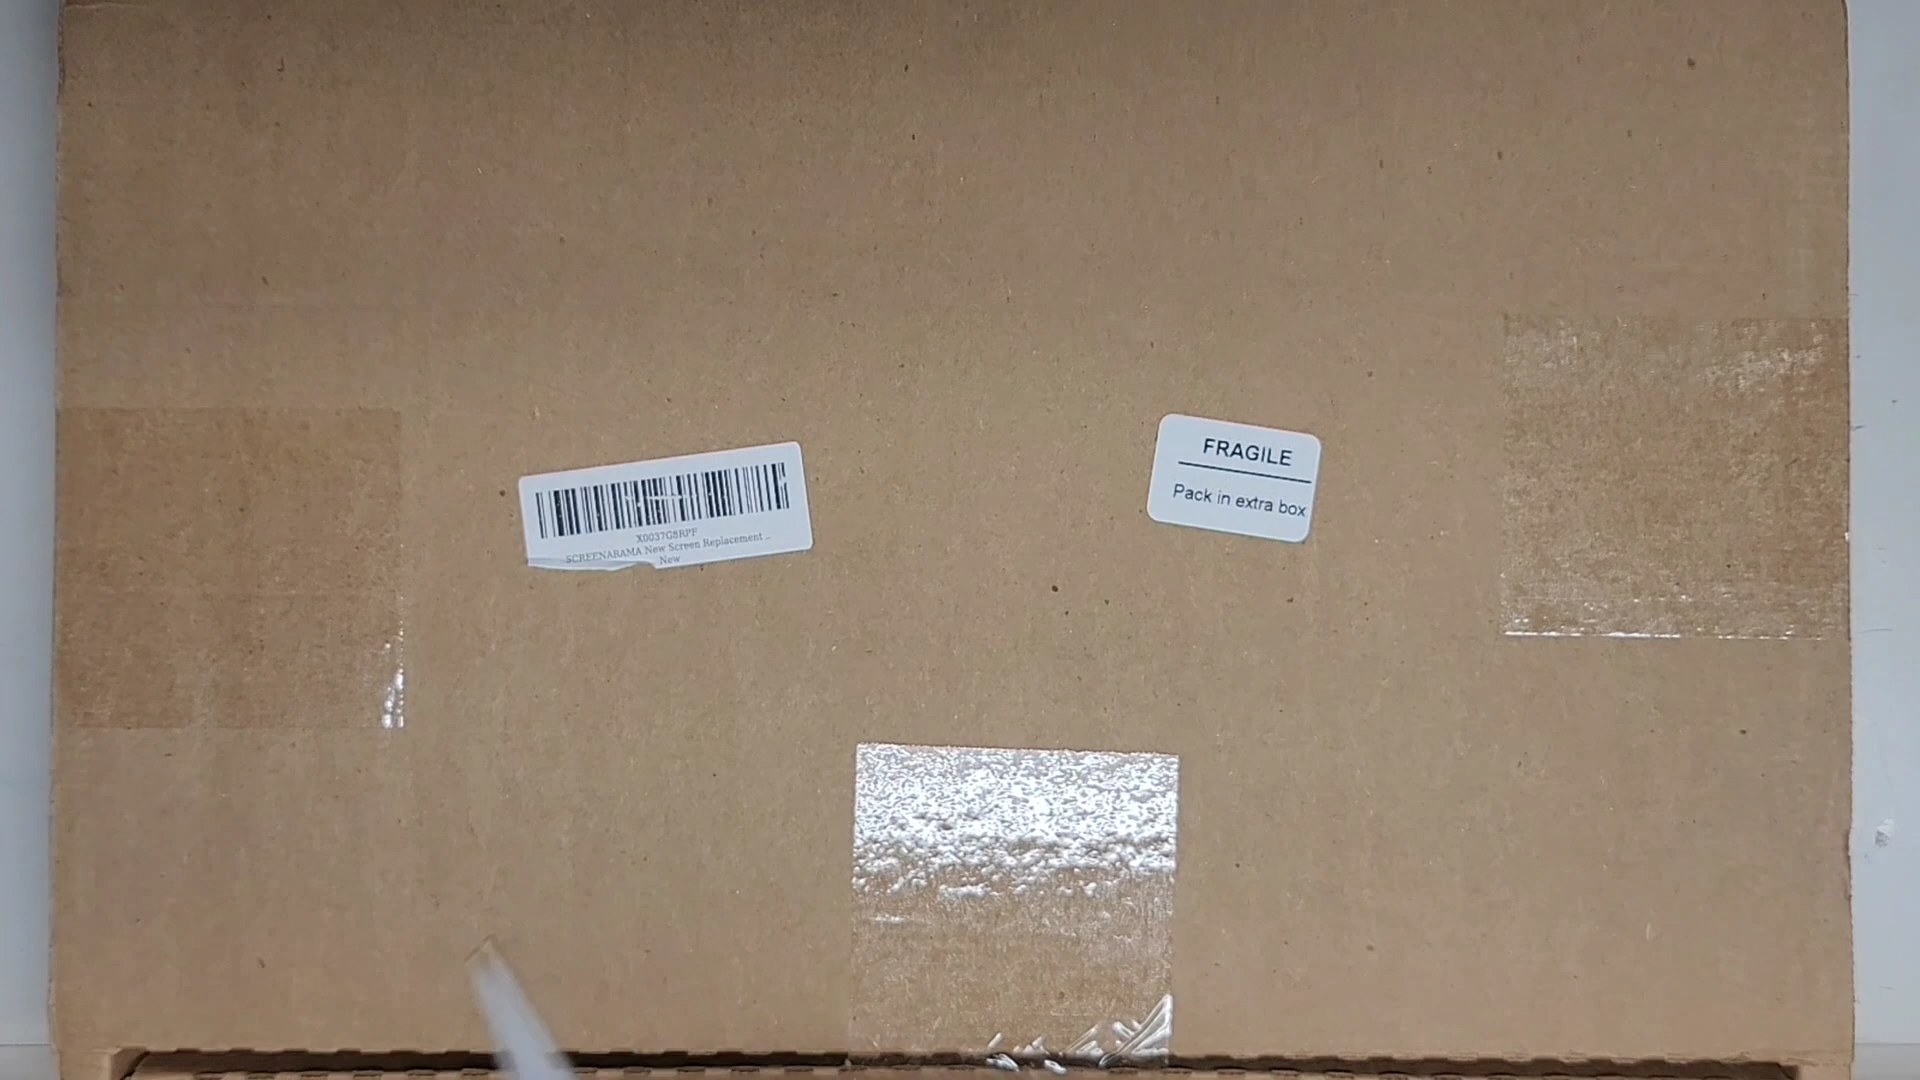 X0037G8RPF
SCREENARAMA New Screen Replacement ..
New
FRAGILE
Pack in extra box